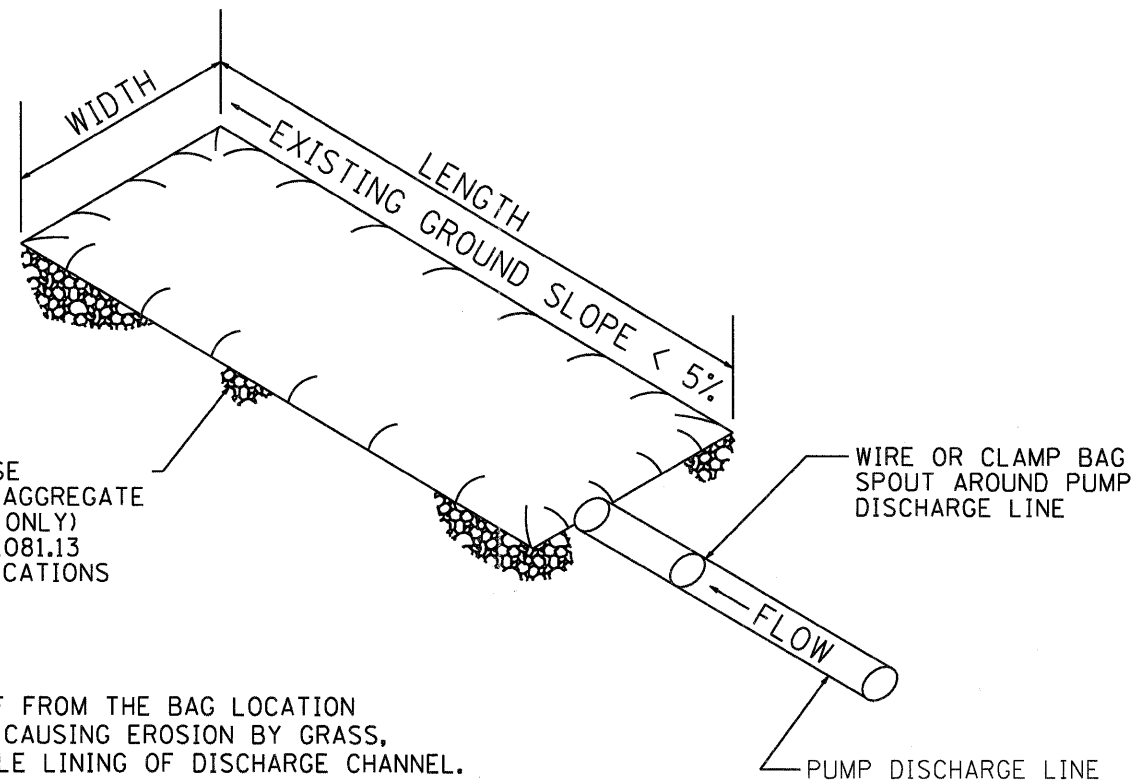 WIDTH
LENGTH
EXISTING GROUND SLOPE < 5%
WIRE OR CLAMP BAG
SPOUT AROUND PUMP
DISCHARGE LINE
SE
AGGREGATE
ONLY)
081.13
CATIONS
FLOW
F FROM THE BAG LOCATION
CAUSING EROSION BY GRASS,
LE LINING OF DISCHARGE CHANNEL.
PUMP DISCHARGE LINE